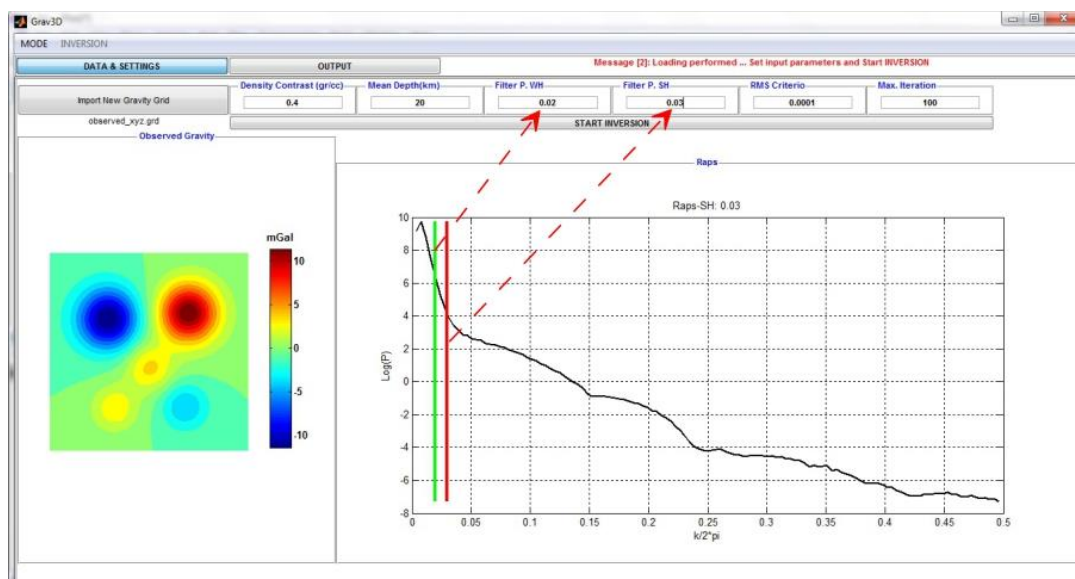 Grav3D
MODE INVERSION
DATA & SETTINGS OUTPUT Message [2]: Loading performed ... Set input parameters and Start INVERSION
Density Contrast (gr/cc) Mean Depth(km) Filter P. WH Filter P. SH RMS Criterio Max. Iteration
Import New Gravity Grid 0.4 20 0.02 0.03 0.0001 100
observed_xyz.grd START INVERSION
Observed Gravity
Raps
Raps-SH: 0.03
mGal
10
5
0
-5
-10
Log(P)
10
8
6
4
2
0
-2
-4
-6
-8
0 0.05 0.1 0.15 0.2 0.25 0.3 0.35 0.4 0.45 0.5
k/2*pi